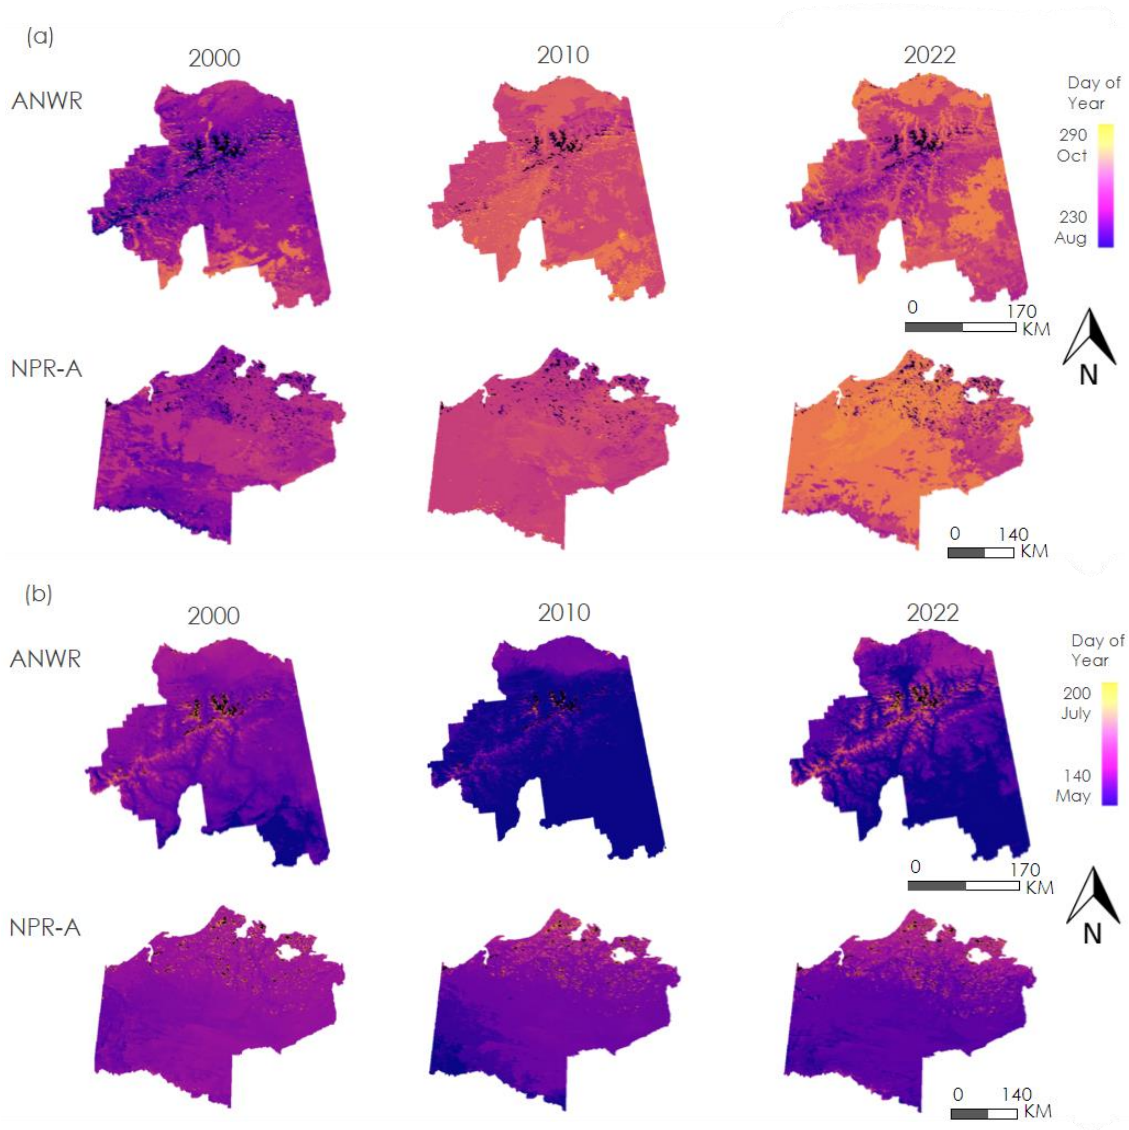 (a)
2000
2010
2022
ANWR
Day of
Year
290
Oct
230
Aug
0
170
KM
NPR-A
N
0
140
KM
(b)
2000
2010
2022
ANWR
Day of
Year
200
July
140
May
0
170
KM
NPR-A
N
0
140
KM